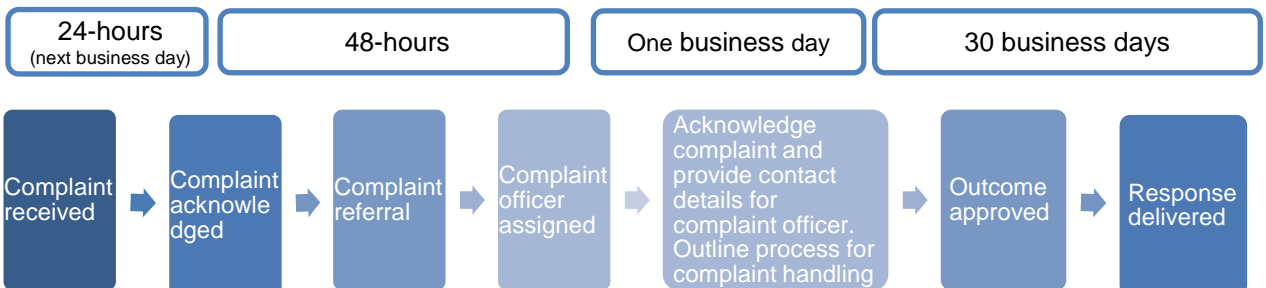 24-hours
(next business day)
48-hours
One business day
30 business days
Complaint
received
Complaint
acknowle
dged
Complaint
referral
Complaint
officer
assigned
Acknowledge
complaint and
provide contact
details for
complaint officer.
Outline process for
complaint handling
Outcome
approved
Response
delivered